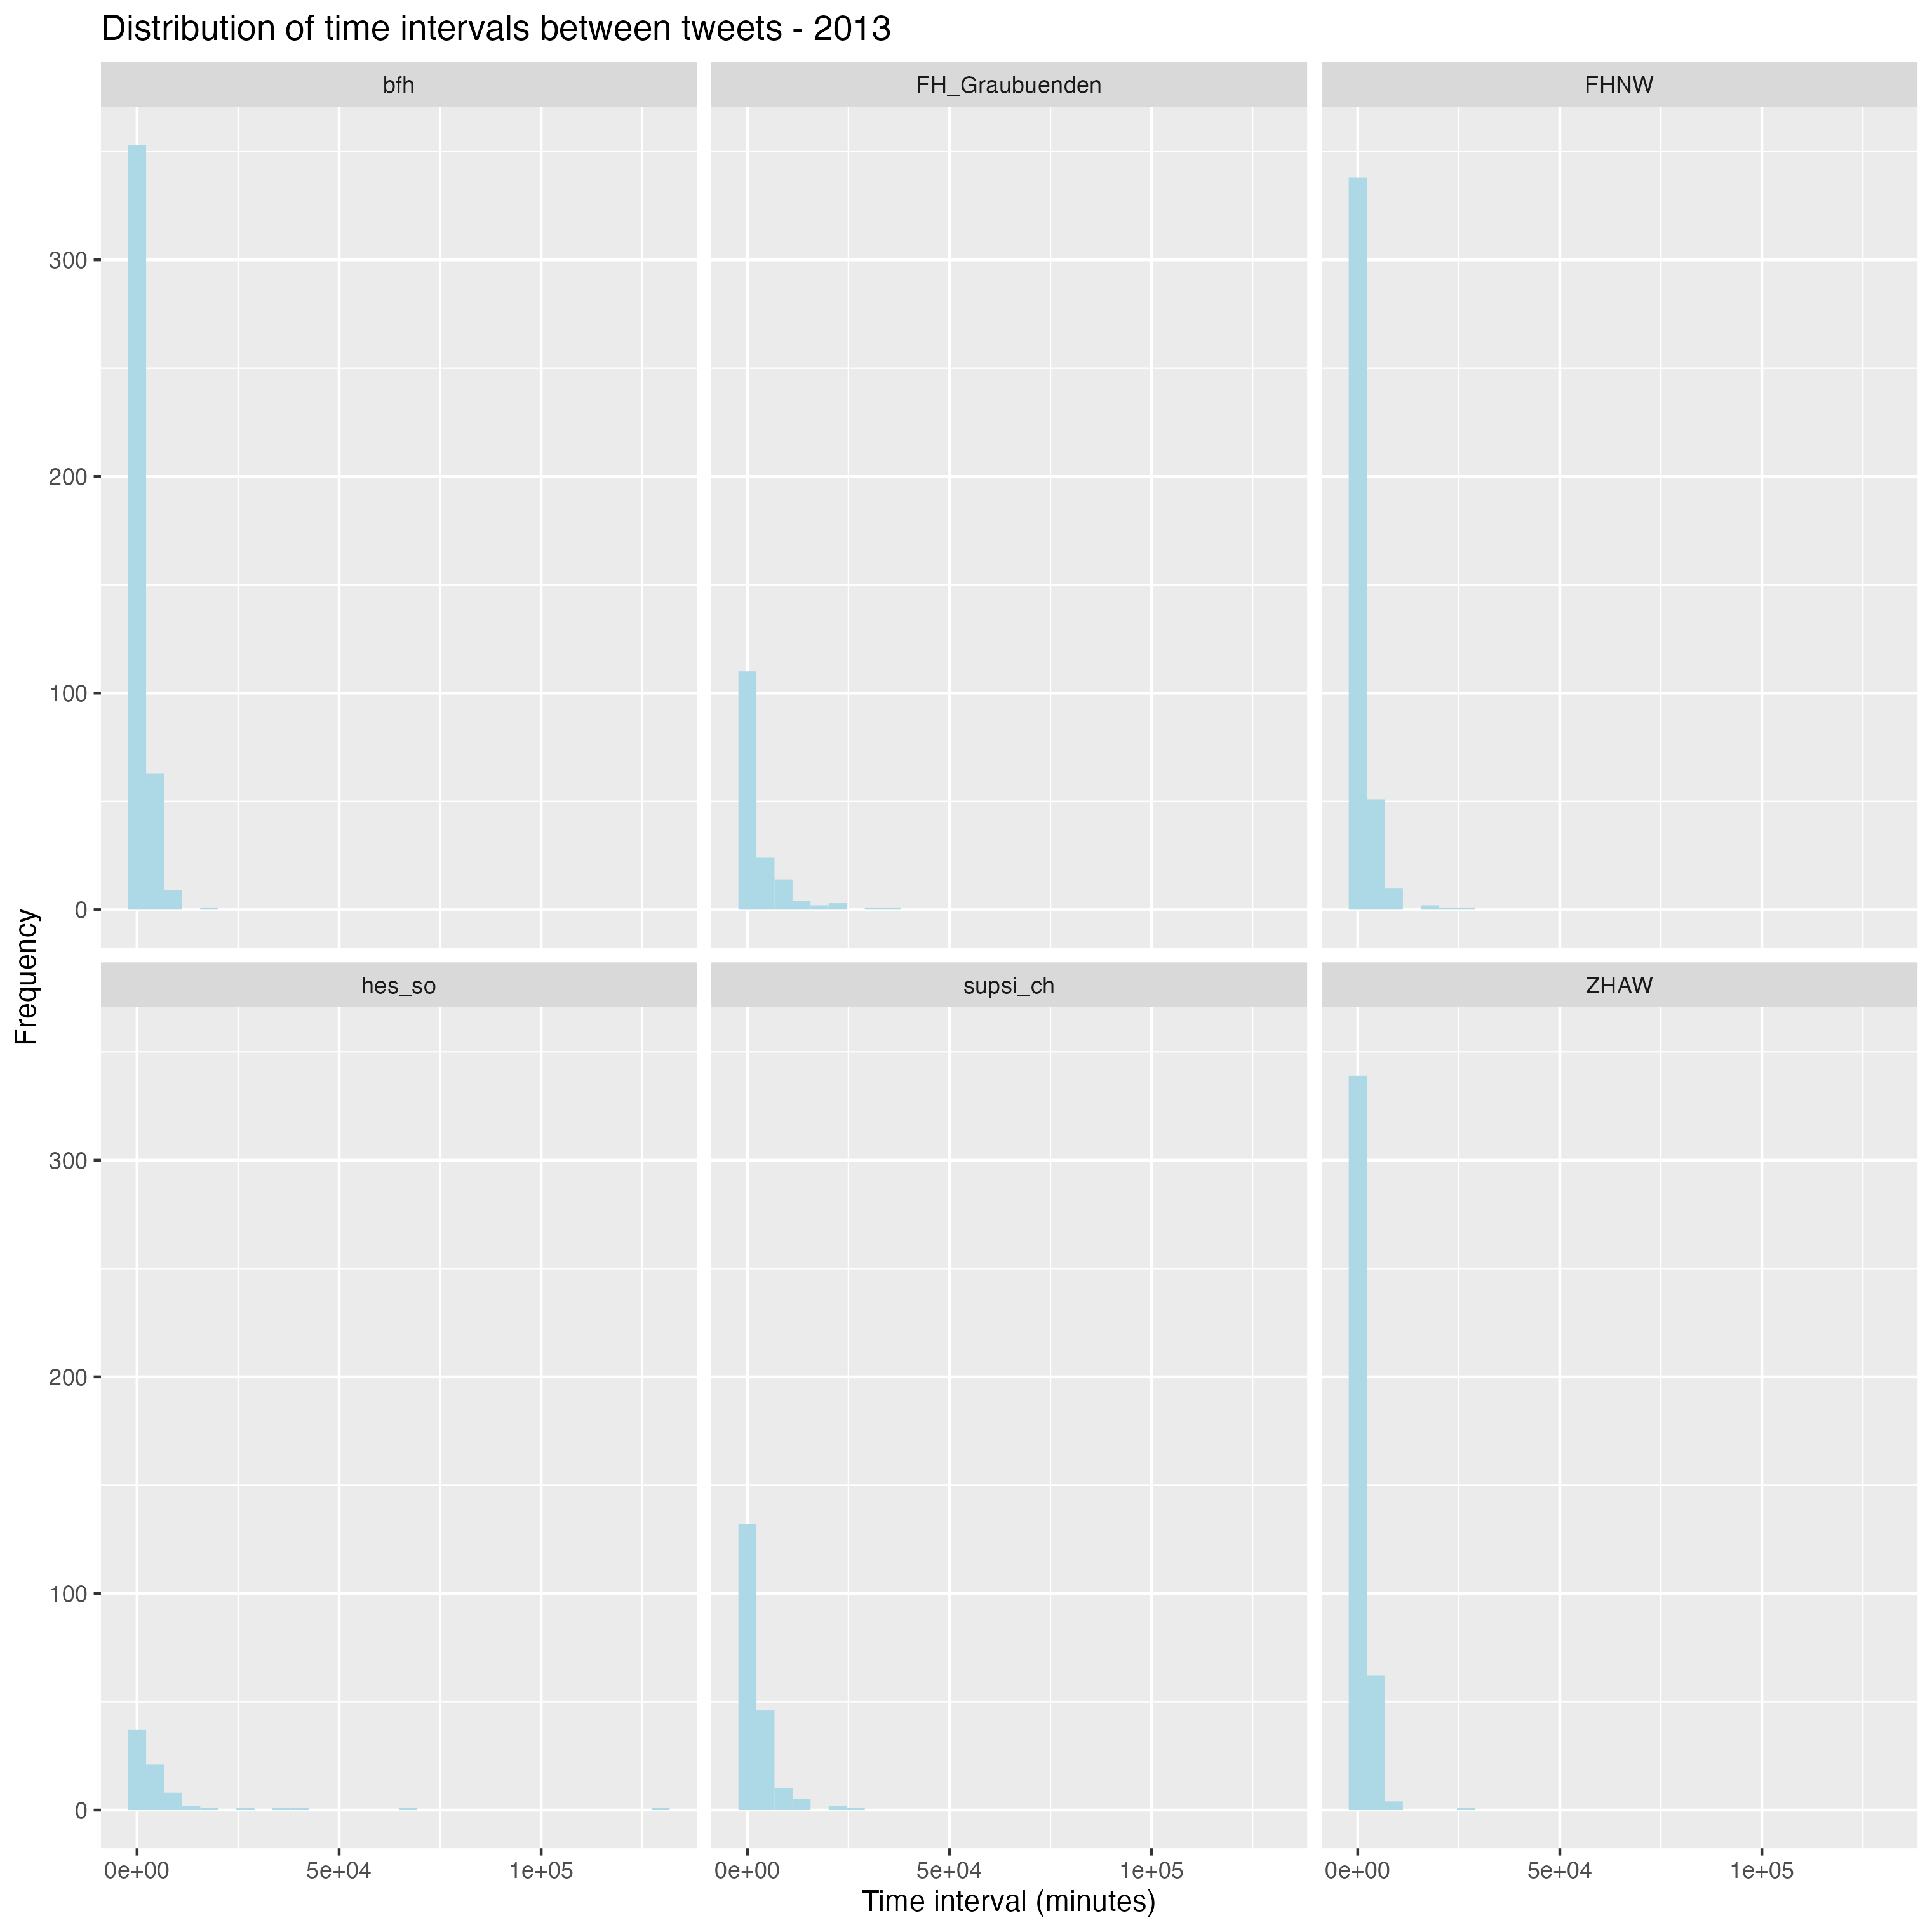 Distribution of time intervals between tweets - 2013
bfh
FH_Graubuenden
FHNW
300
200
100
0
hes_so
supsi_ch
ZHAW
300
200
100
0
Frequency
0e+00 5e+04 1e+05
0e+00 5e+04 1e+05
0e+00 5e+04 1e+05
Time interval (minutes)